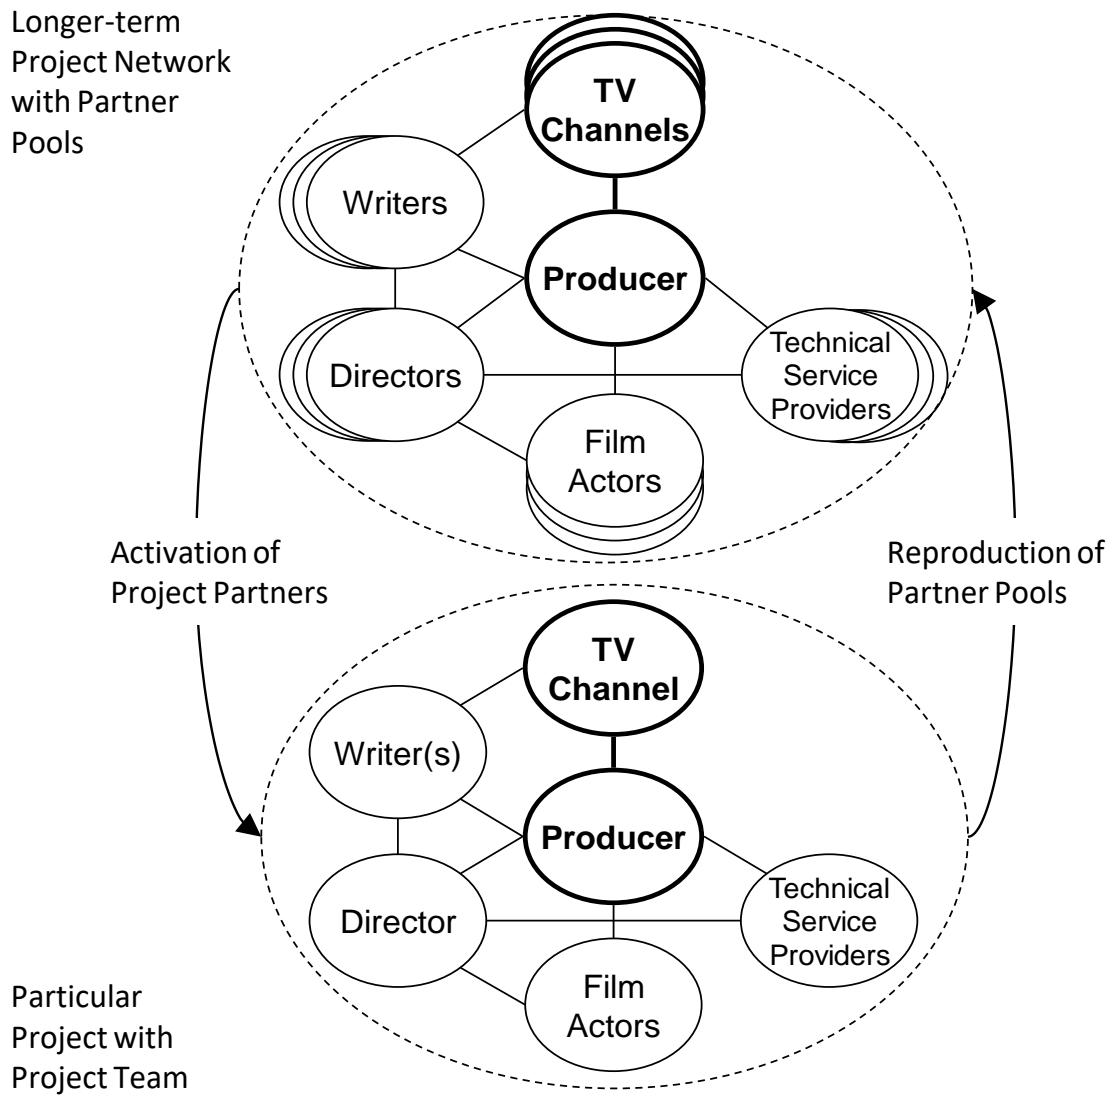 Longer-term
Project Network
with Partner
Pools
TV
Channels
Writers
Producer
Directors
Technical
Service
Providers
Film
Actors
Activation of
Project Partners
Reproduction of
Partner Pools
TV
Channel
Writer(s)
Producer
Director
Technical
Service
Providers
Film
Actors
Particular
Project with
Project Team